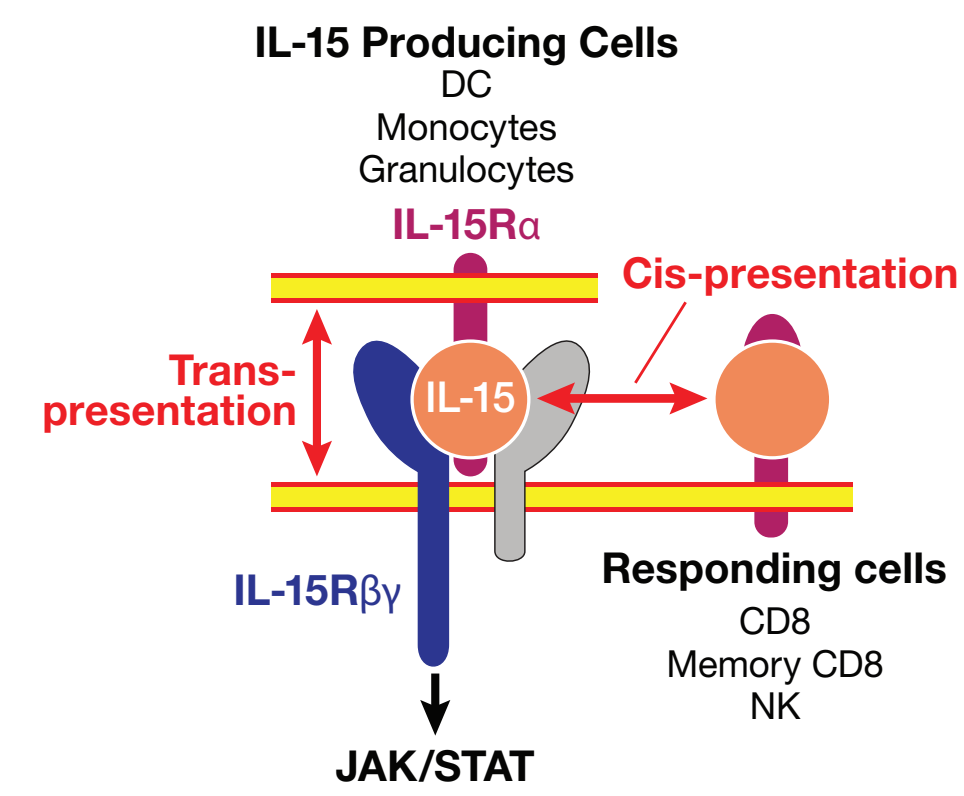 IL-15 Producing Cells
DC
Monocytes
Granulocytes
IL-15Rα
Cis-presentation
Trans-
presentation
IL-15
IL-15Rβγ
Responding cells
CD8
Memory CD8
NK
JAK/STAT